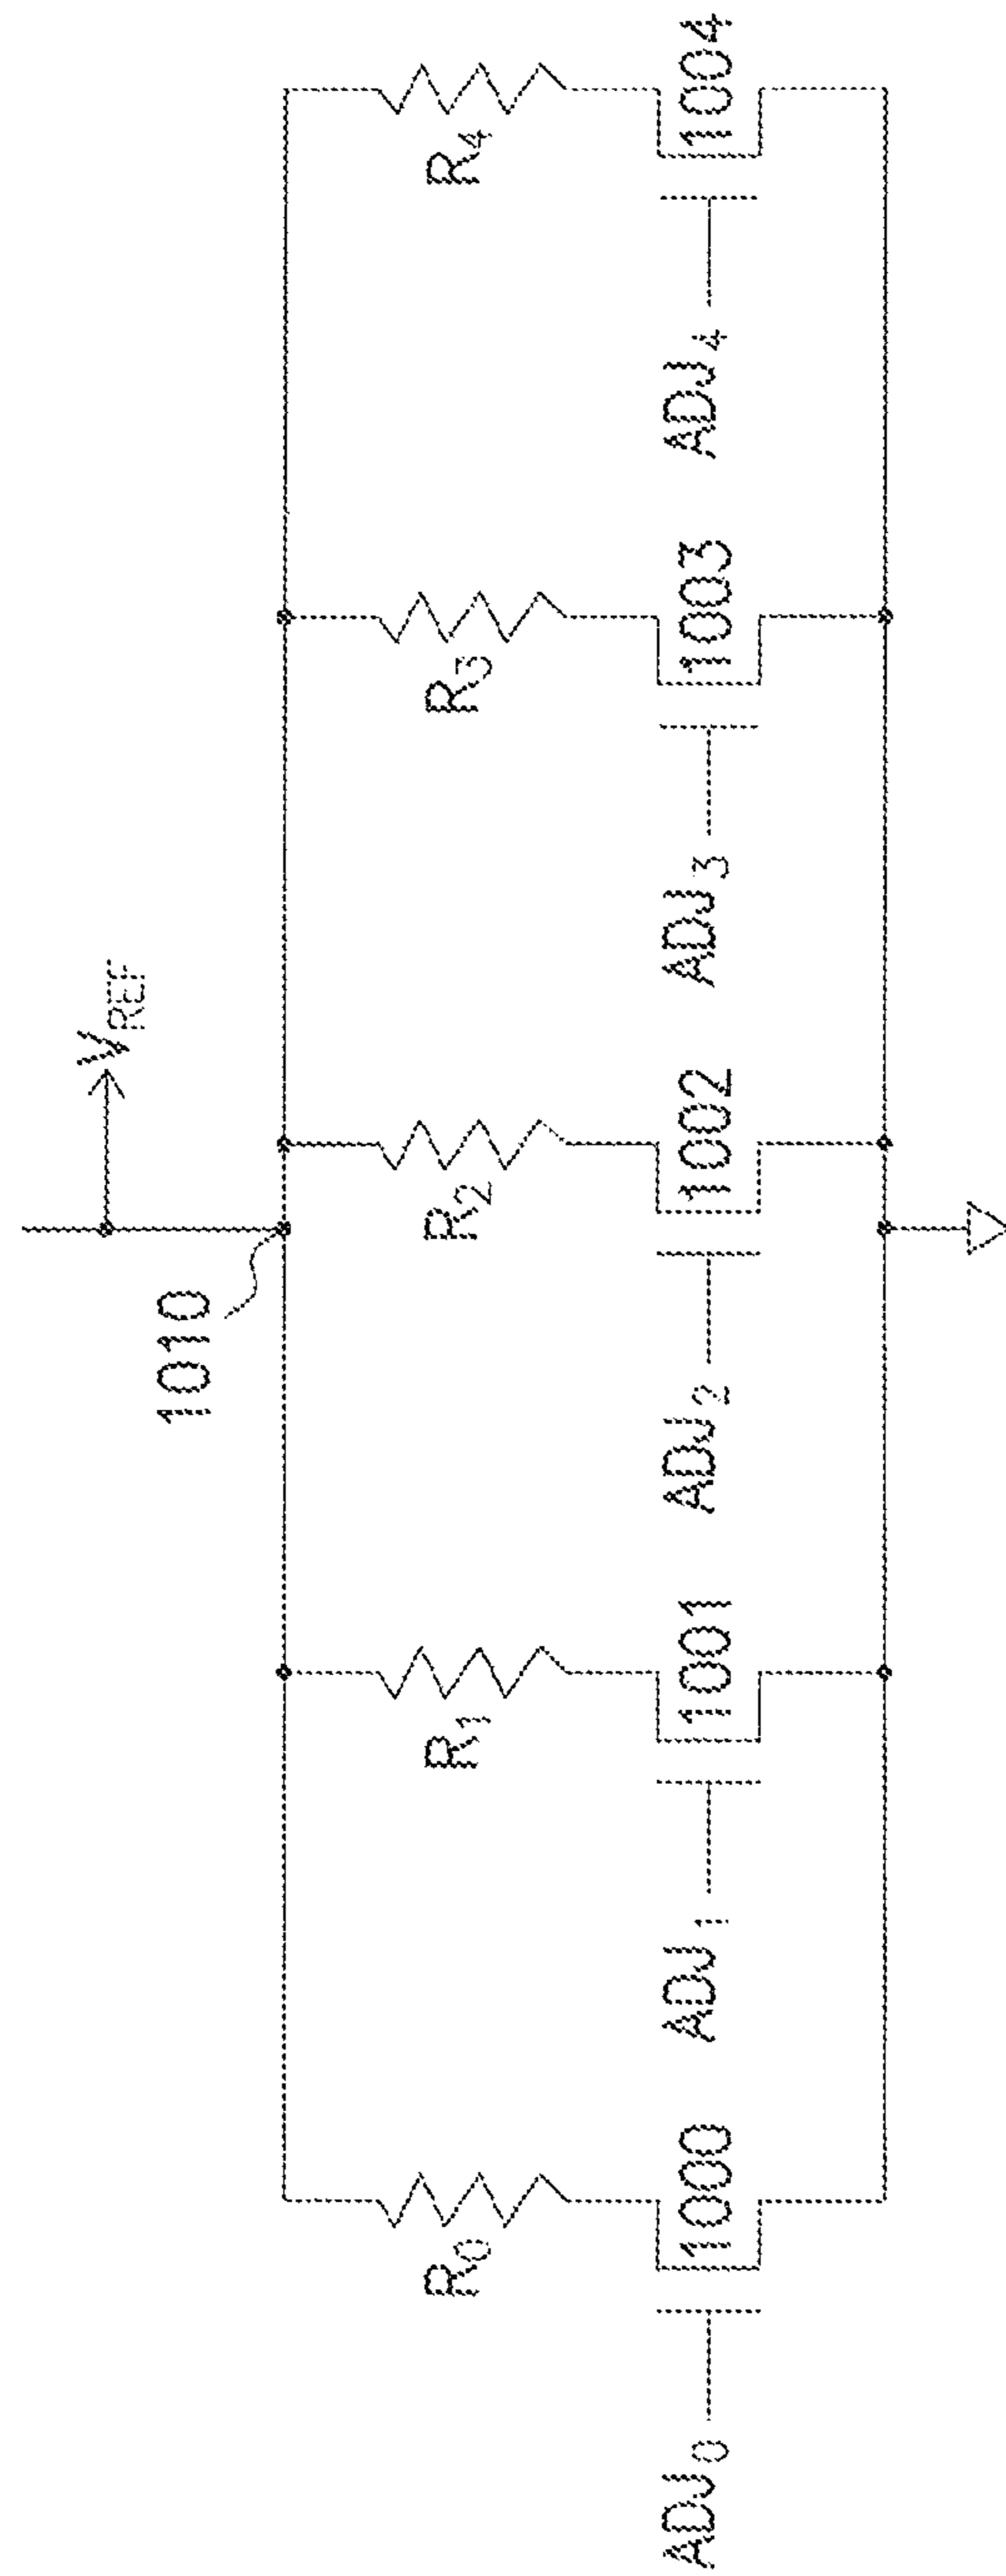 V_REF
1010
R₀
R₁
R₂
R₃
R₄
1000
1001
1002
1003
1004
ADJ₀
ADJ₁
ADJ₂
ADJ₃
ADJ₄